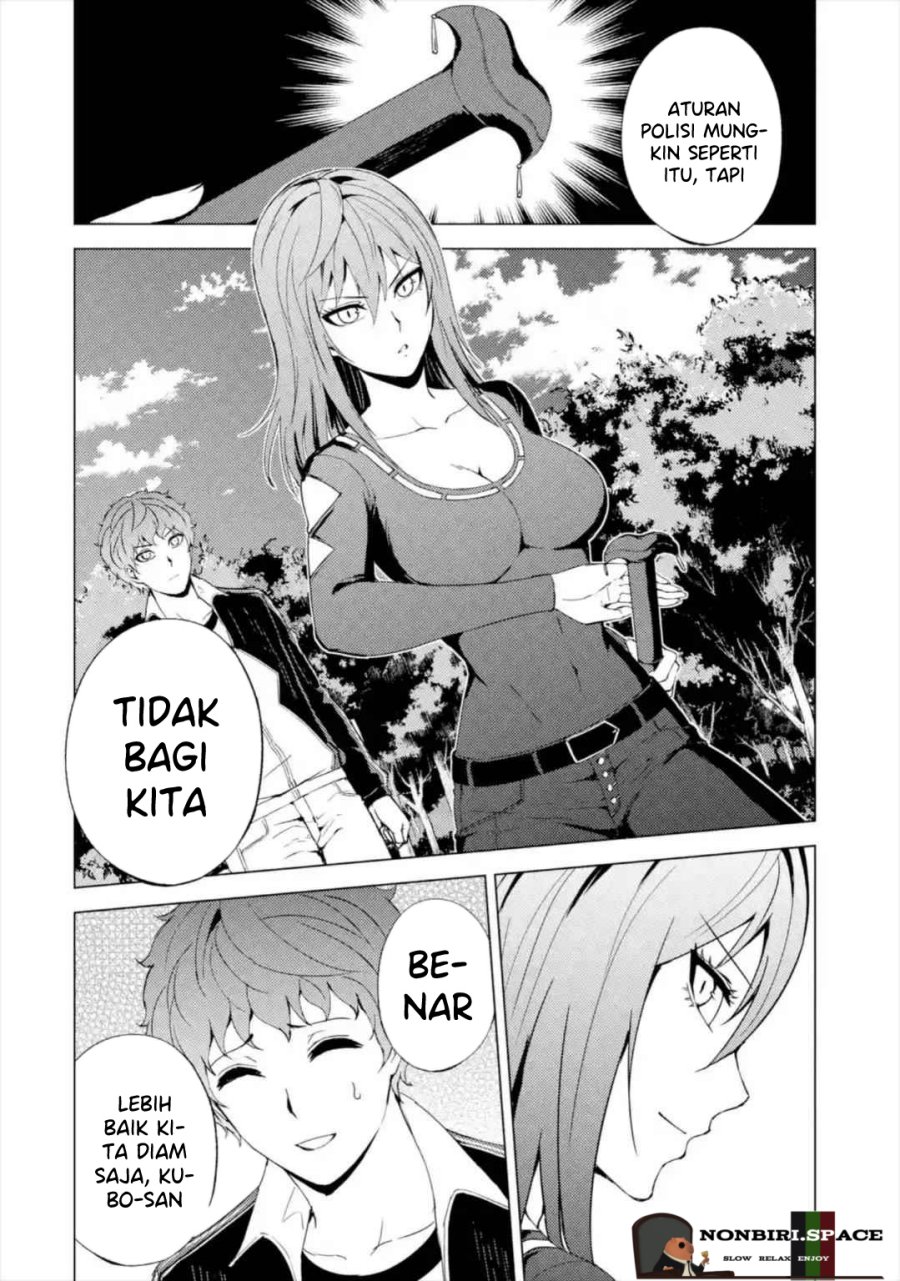 ATURAN
POLISI MUNG-
KIN SEPERTI
ITU, TAPI
TIDAK
BAGI
KITA
BE-
NAR
LEBIH
BAIK KI-
TA DIAM
SAJA, KU-
BO-SAN
NONBIRI.SPACE
SLOW RELAX ENJOY